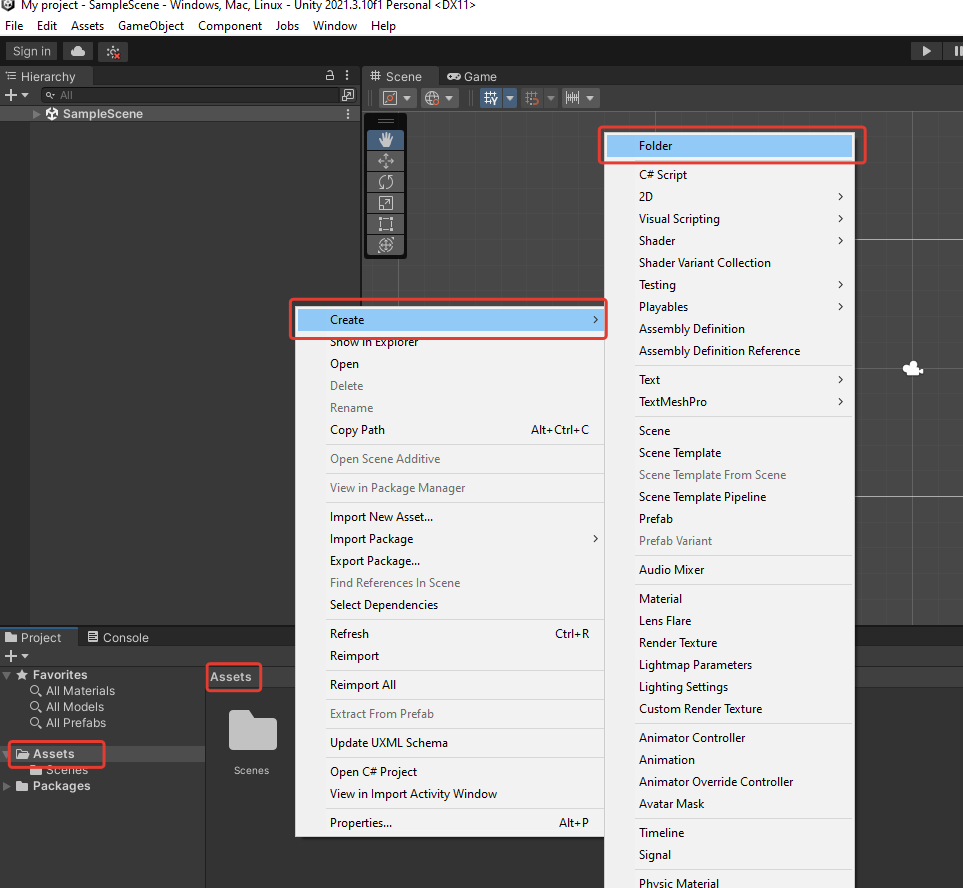 My project - SampleScene - Windows, Mac, Linux - Unity 2021.3.10f1 Personal <DX11>
File Edit Assets GameObject Component Jobs Window Help
Sign in
Hierarchy
All
SampleScene
Scene
Game
Create
Show in Explorer
Open
Delete
Rename
Copy Path Alt+Ctrl+C
Open Scene Additive
View in Package Manager
Import New Asset...
Import Package
Export Package...
Find References In Scene
Select Dependencies
Refresh Ctrl+R
Reimport
Reimport All
Extract From Prefab
Update UXML Schema
Open C# Project
View in Import Activity Window
Properties... Alt+P
Folder
C# Script
2D
Visual Scripting
Shader
Shader Variant Collection
Testing
Playables
Assembly Definition
Assembly Definition Reference
Text
TextMeshPro
Scene
Scene Template
Scene Template From Scene
Scene Template Pipeline
Prefab
Prefab Variant
Audio Mixer
Material
Lens Flare
Render Texture
Lightmap Parameters
Lighting Settings
Custom Render Texture
Animator Controller
Animation
Animator Override Controller
Avatar Mask
Timeline
Signal
Physic Material
Project
Console
Favorites
All Materials
All Models
All Prefabs
Assets
Scenes
Packages
Assets
Scenes